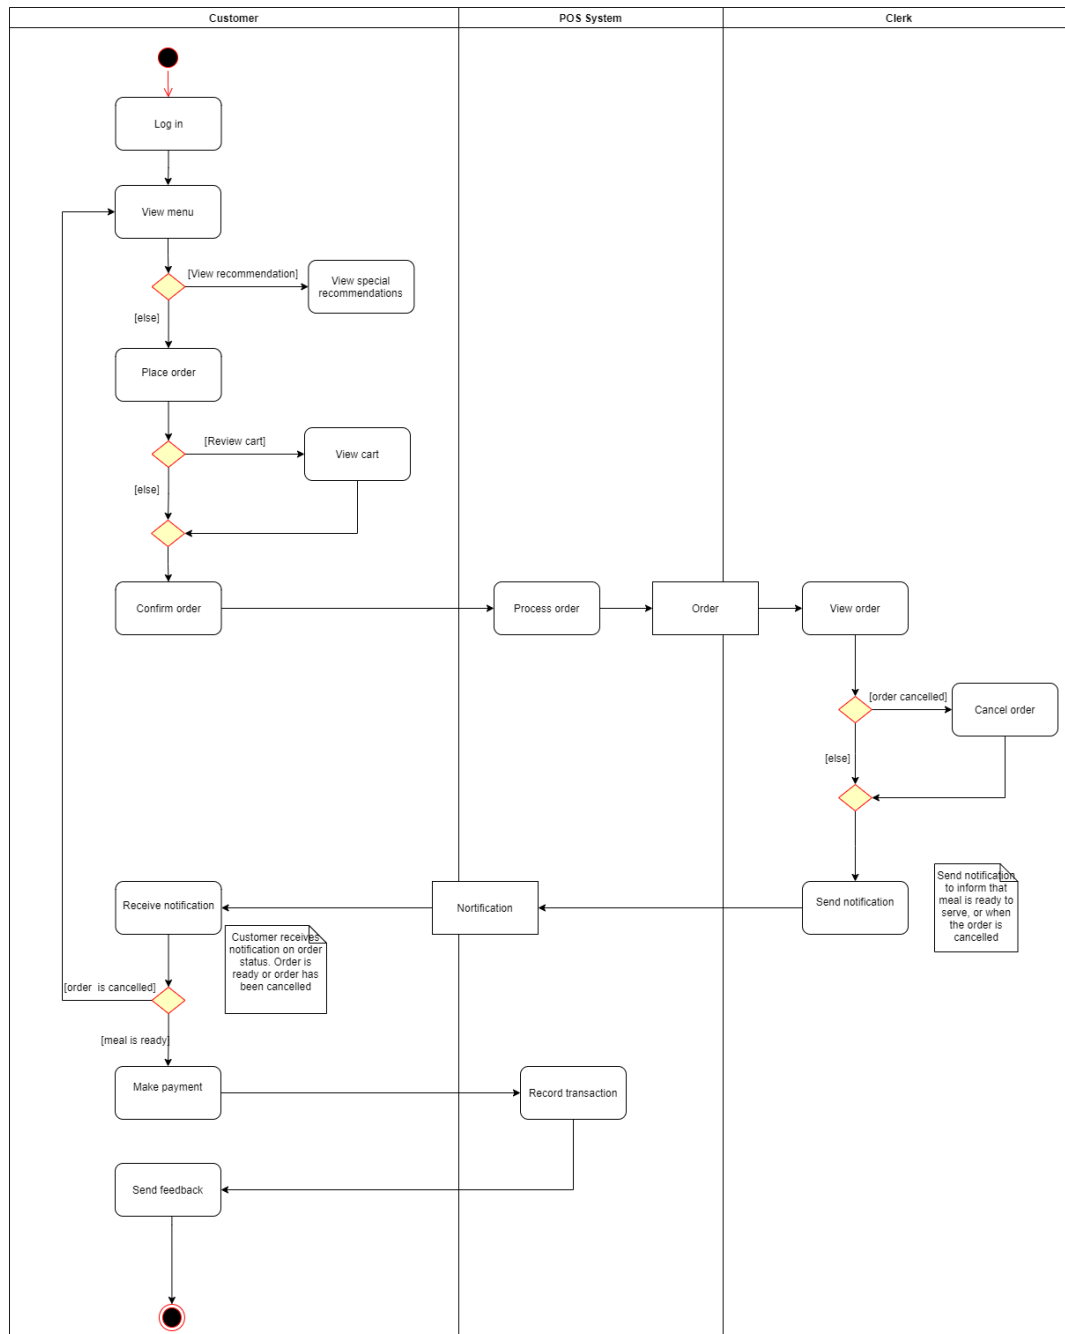 Customer
POS System
Clerk
Log in
View menu
[View recommendation]
View special
recommendations
[else]
Place order
[Review cart]
View cart
[else]
Confirm order
Process order
Order
View order
[order cancelled]
Cancel order
[else]
Send notification
Send notification
to inform that
meal is ready to
serve, or when
the order is
cancelled
Nortification
Receive notification
Customer receives
notification on order
status. Order is
ready or order has
been cancelled
[order  is cancelled]
[meal is ready]
Make payment
Record transaction
Send feedback